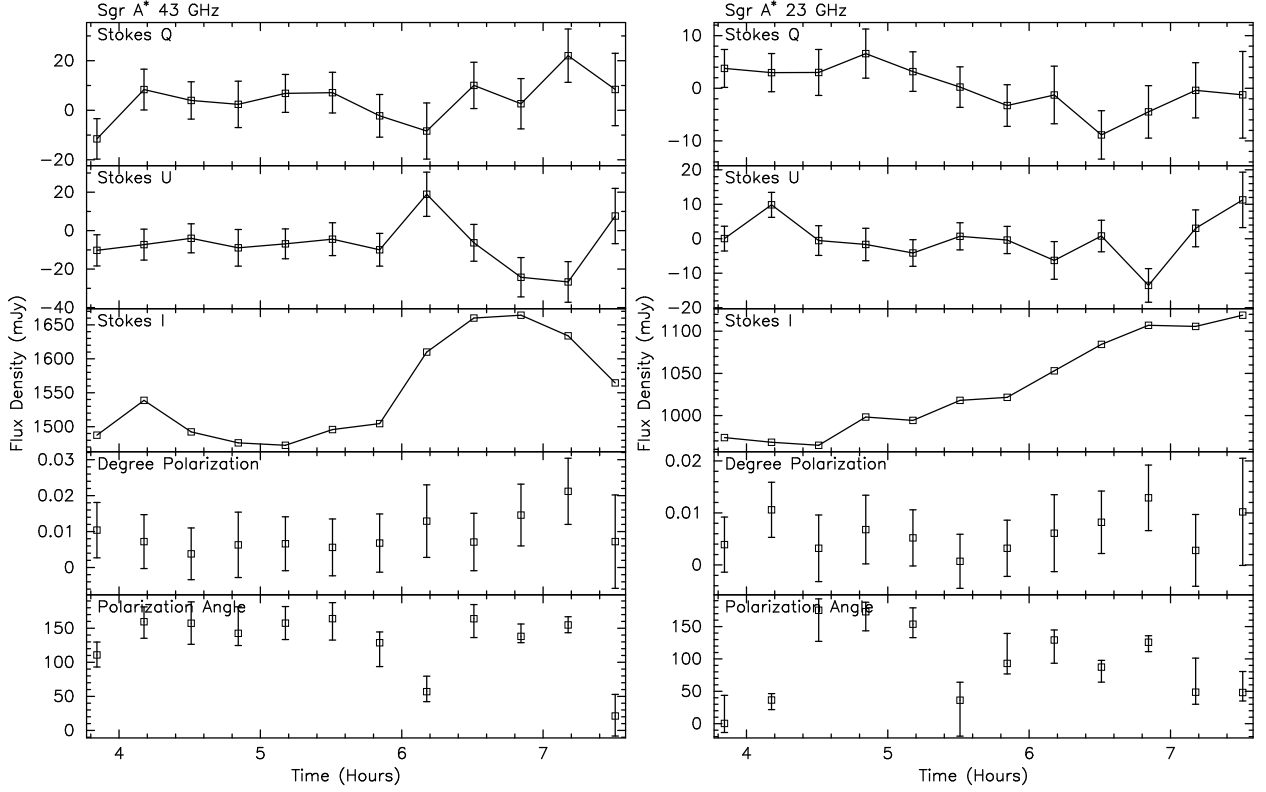 Sgr A* 43 GHz
Stokes Q
20
0
−20
Stokes U
20
0
−20
−40
Stokes I
1650
1600
1550
1500
Flux Density (mJy)
Degree Polarization
0.03
0.02
0.01
0
Polarization Angle
150
100
50
0
4 5 6 7
Time (Hours)
Sgr A* 23 GHz
Stokes Q
10
0
−10
Stokes U
20
10
0
−10
−20
Stokes I
1100
1050
1000
Flux Density (mJy)
Degree Polarization
0.02
0.01
0
Polarization Angle
150
100
50
0
4 5 6 7
Time (Hours)